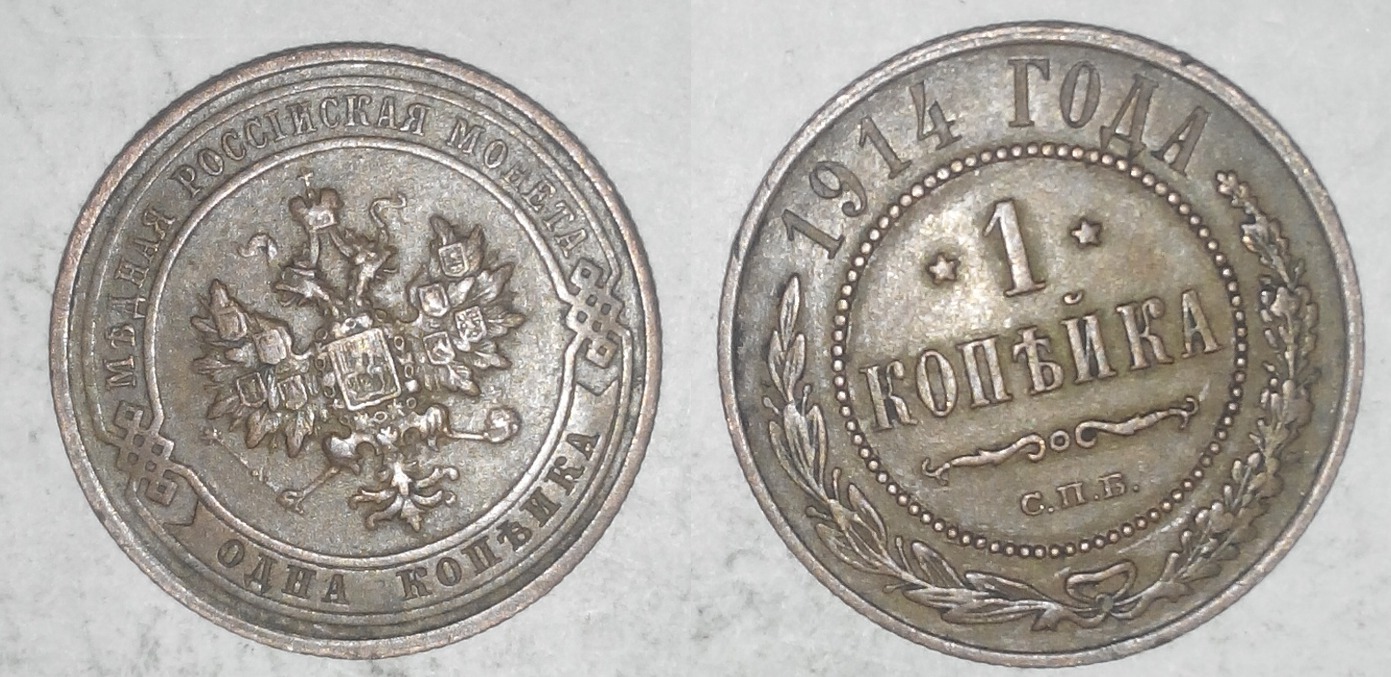 МѢДНАЯ РОССІЙСКАЯ МОНЕТА
ОДНА КОПѢЙКА
1914 ГОДА
1
КОПѢЙКА
С.П.Б.